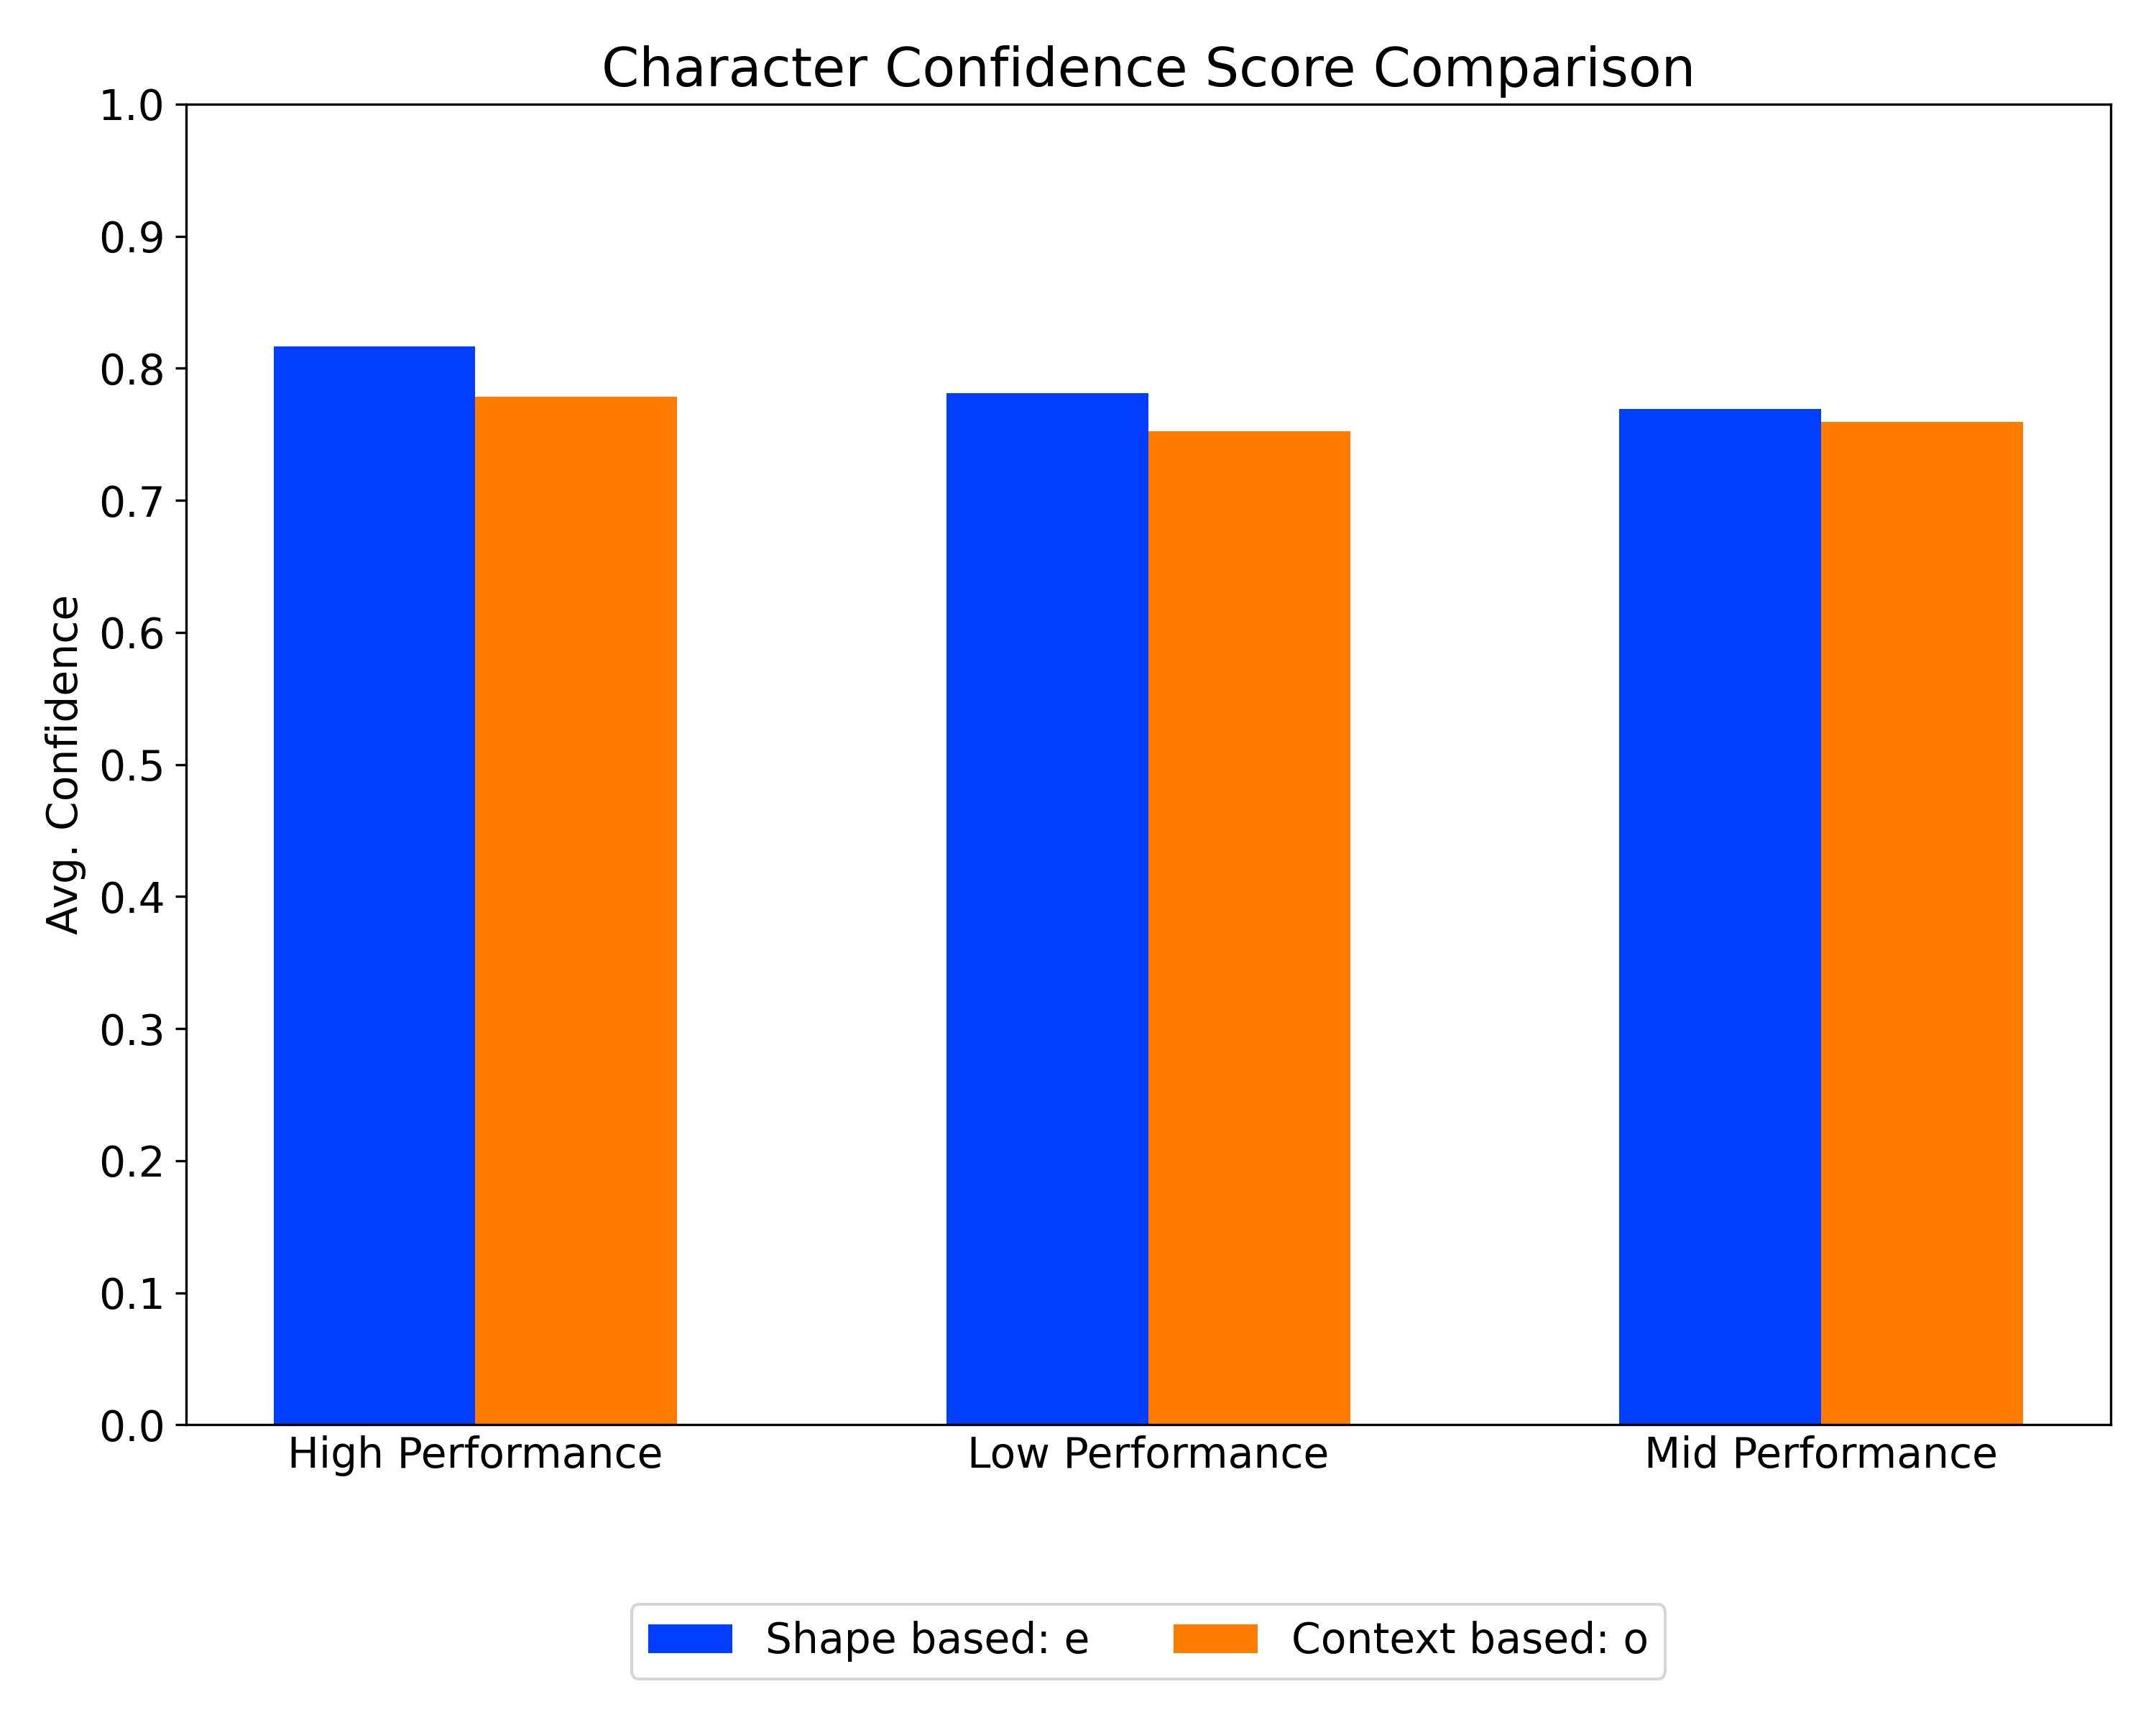 Character Confidence Score Comparison
1.0
0.9
0.8
0.7
0.6
0.5
0.4
0.3
0.2
0.1
0.0
Avg. Confidence
High Performance
Low Performance
Mid Performance
Shape based: e
Context based: o